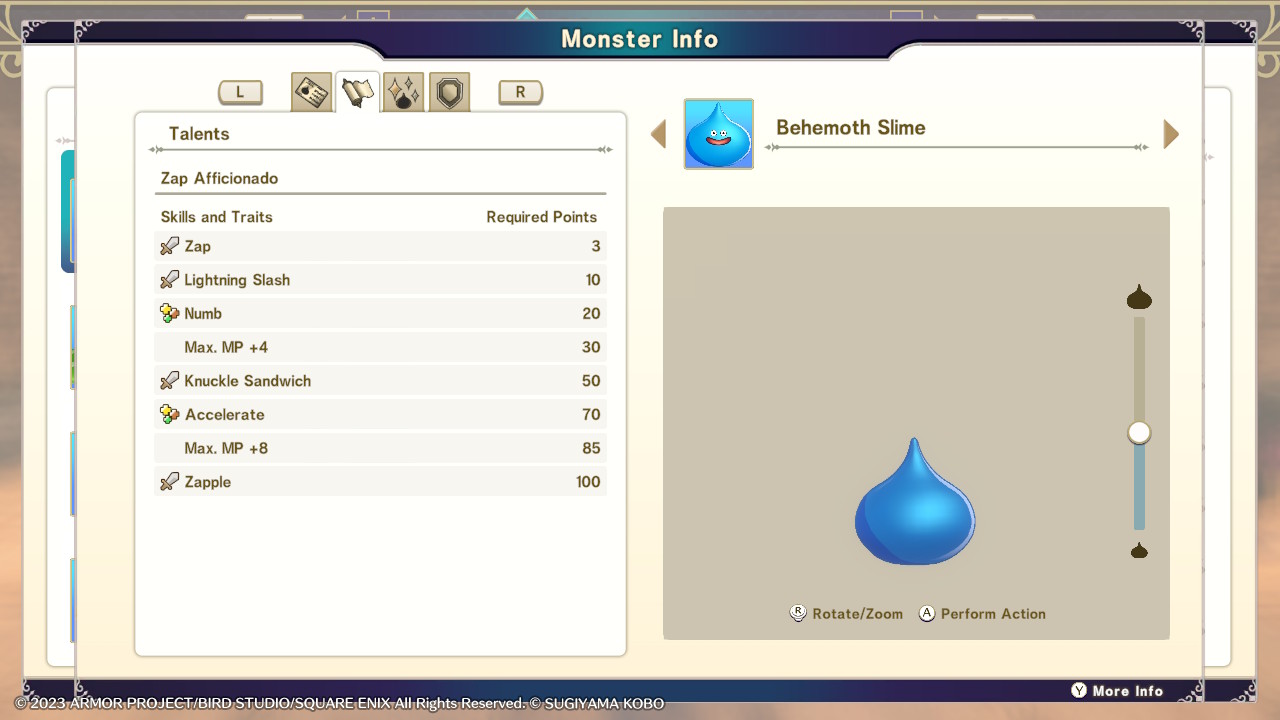 Monster Info
L
R
Talents
Zap Afficionado
Skills and Traits Required Points
Zap 3
Lightning Slash 10
Numb 20
Max. MP +4 30
Knuckle Sandwich 50
Accelerate 70
Max. MP +8 85
Zapple 100
Behemoth Slime
R Rotate/Zoom A Perform Action
Y More Info
© 2023 ARMOR PROJECT/BIRD STUDIO/SQUARE ENIX All Rights Reserved. © SUGIYAMA KOBO